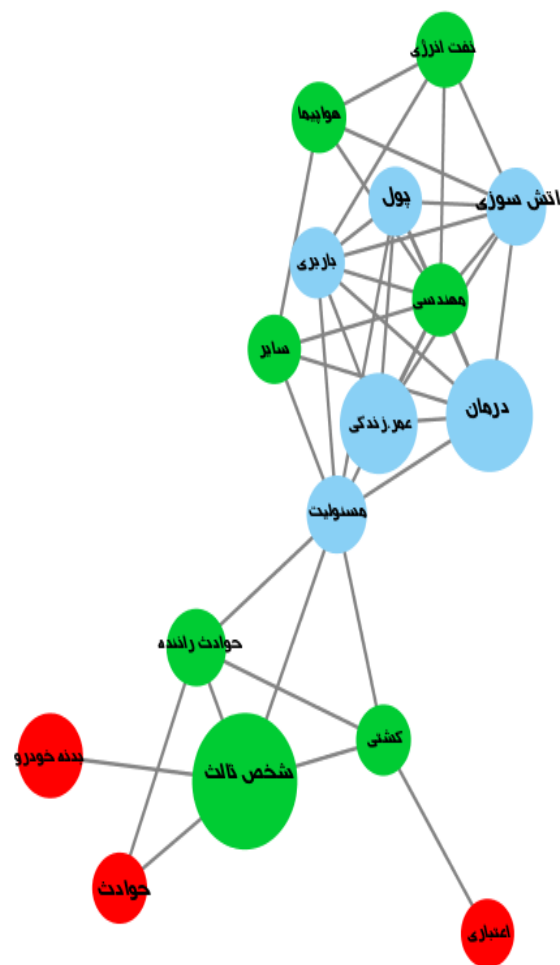 نفت انرژی
هواپیما
پول
اتش سوزی
باربری
مهندسی
سایر
درمان
عمر.زندگی
مسئولیت
حوادث راننده
کشتی
بدنه خودرو
شخص ثالث
حوادث
اعتباری